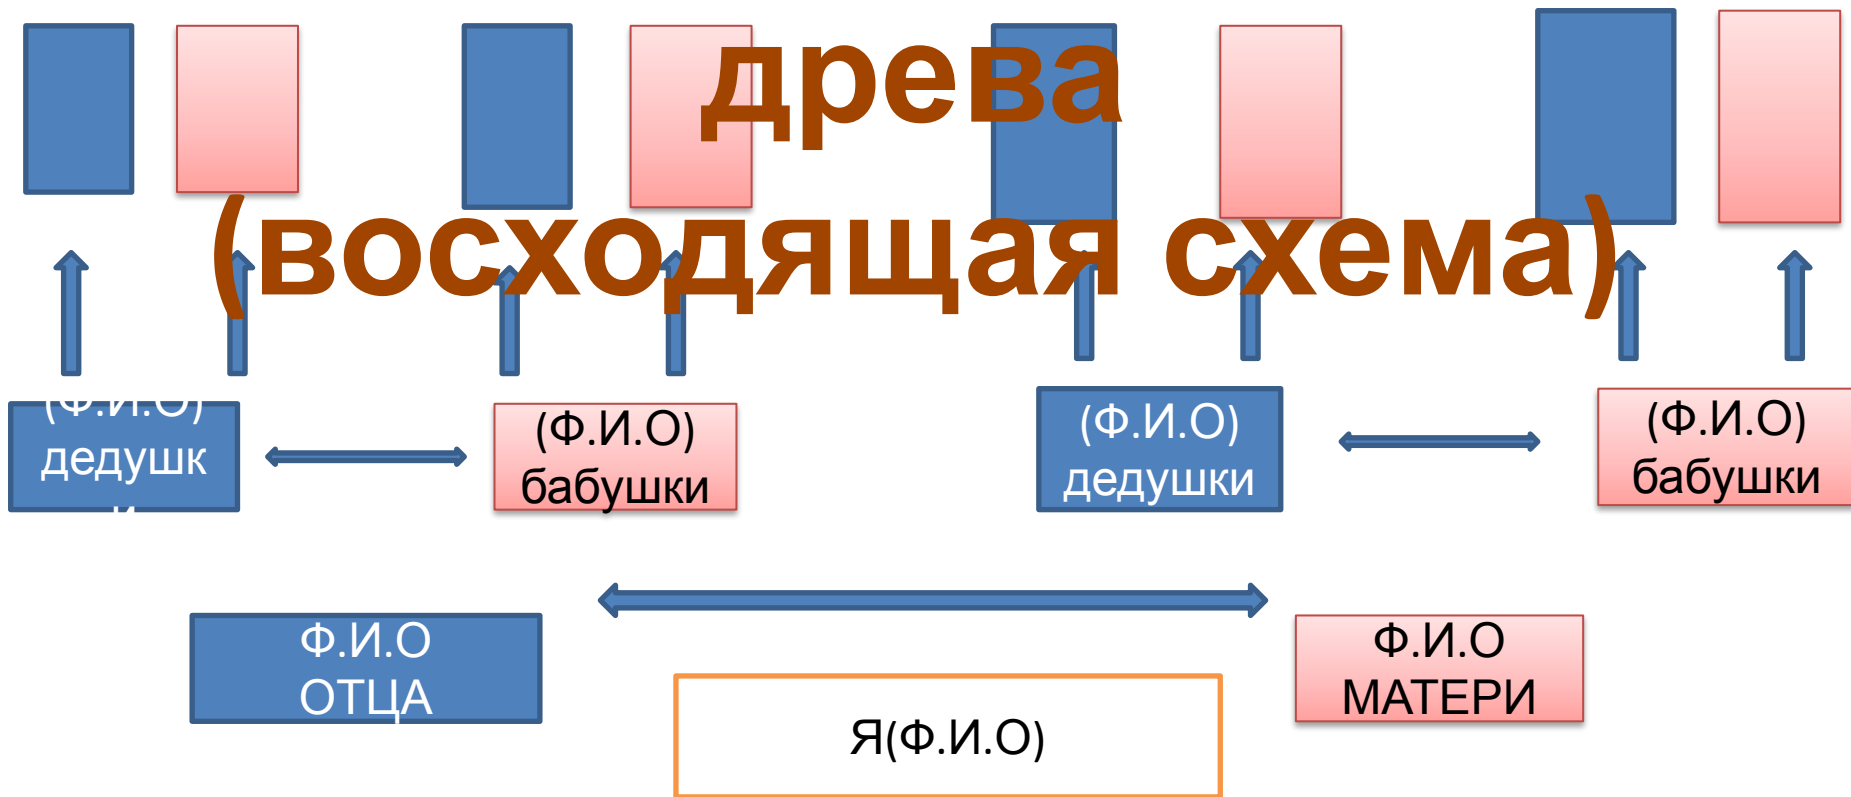 древа
(восходящая схема)
(Ф.И.О)
дедушк
и
(Ф.И.О)
бабушки
(Ф.И.О)
дедушки
(Ф.И.О)
бабушки
Ф.И.О
ОТЦА
Ф.И.О
МАТЕРИ
Я(Ф.И.О)